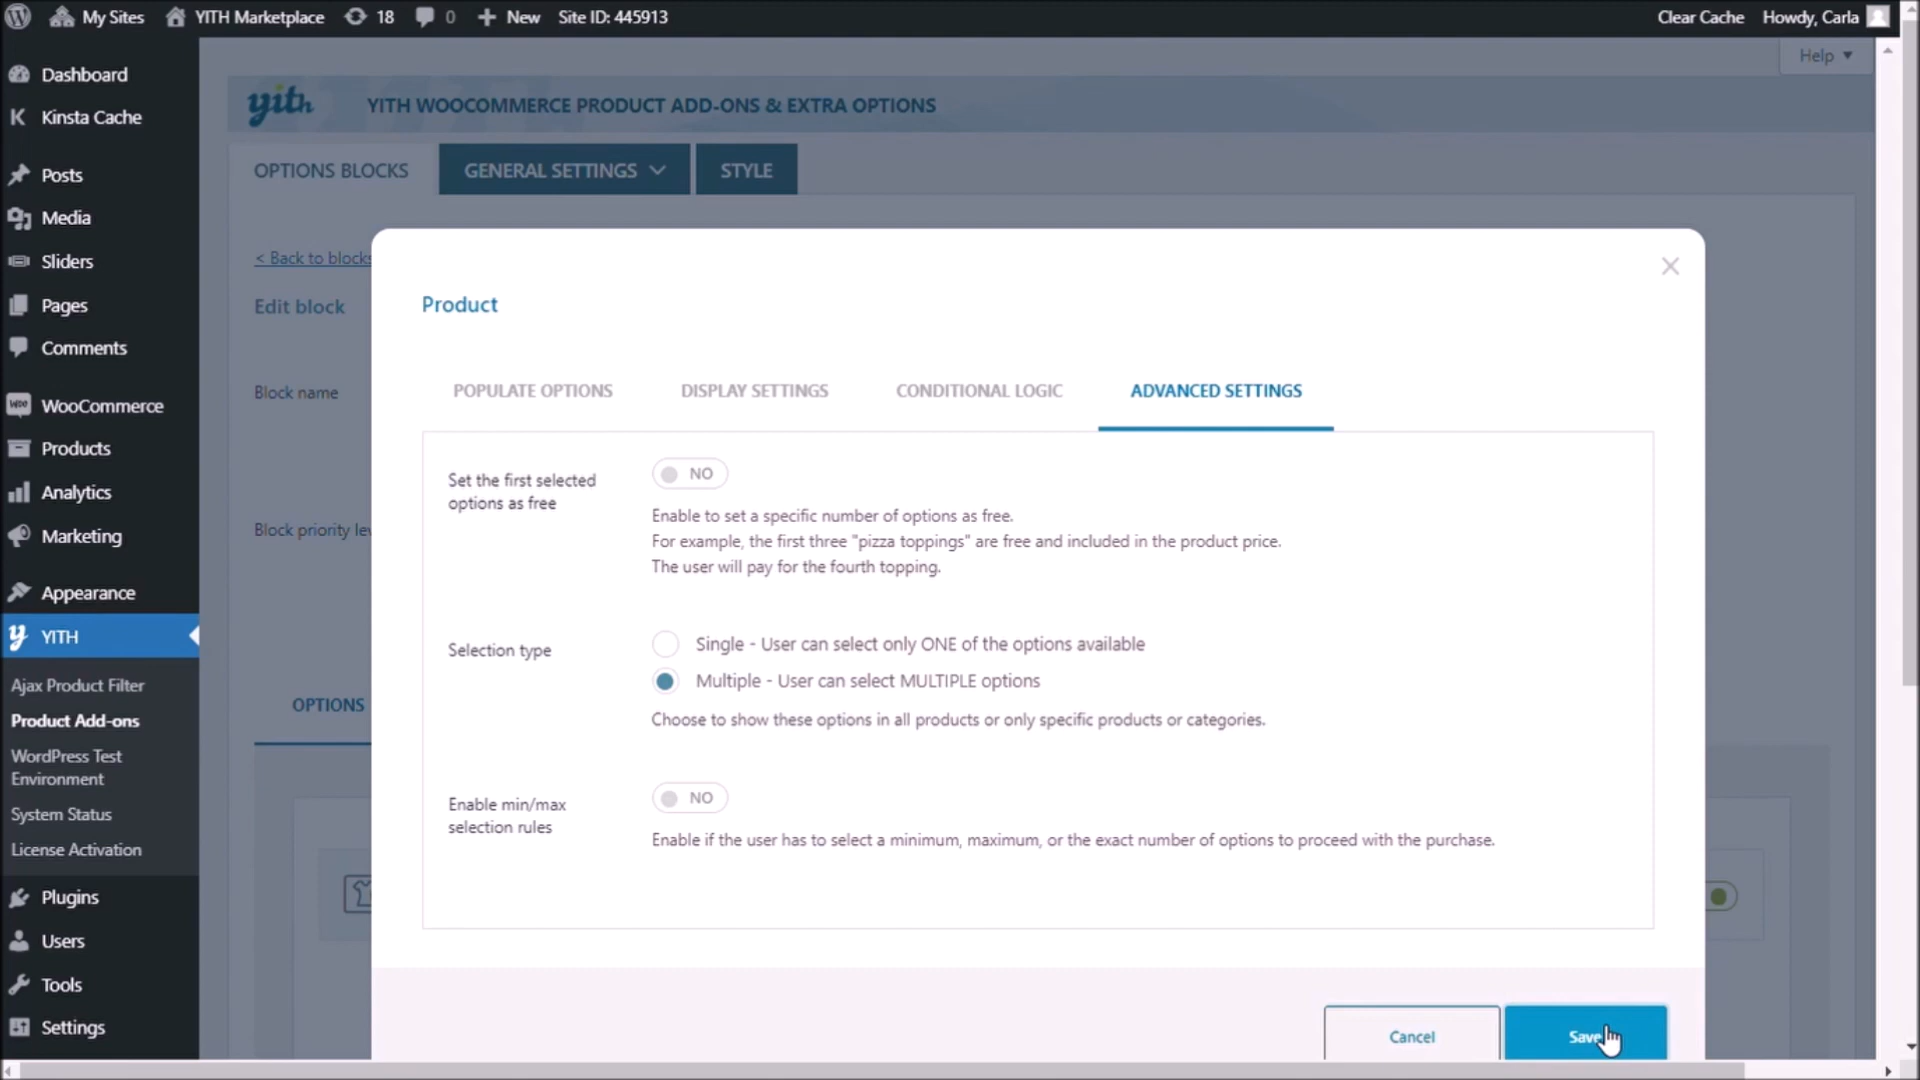 My Sites
YITH Marketplace
18
0
New
Site ID: 445913
Clear Cache
Howdy, Carla
Help
Dashboard
Kinsta Cache
Posts
Media
Sliders
Pages
Comments
WooCommerce
Products
Analytics
Marketing
Appearance
YITH
Ajax Product Filter
Product Add-ons
WordPress Test
Environment
System Status
License Activation
Plugins
Users
Tools
Settings
yith
YITH WOOCOMMERCE PRODUCT ADD-ONS & EXTRA OPTIONS
OPTIONS BLOCKS
GENERAL SETTINGS
STYLE
< Back to blocks
Edit block
Block name
Block priority lev
OPTIONS
Product
POPULATE OPTIONS
DISPLAY SETTINGS
CONDITIONAL LOGIC
ADVANCED SETTINGS
Set the first selected
options as free
NO
Enable to set a specific number of options as free.
For example, the first three "pizza toppings" are free and included in the product price.
The user will pay for the fourth topping.
Selection type
Single - User can select only ONE of the options available
Multiple - User can select MULTIPLE options
Choose to show these options in all products or only specific products or categories.
Enable min/max
selection rules
NO
Enable if the user has to select a minimum, maximum, or the exact number of options to proceed with the purchase.
Cancel
Save